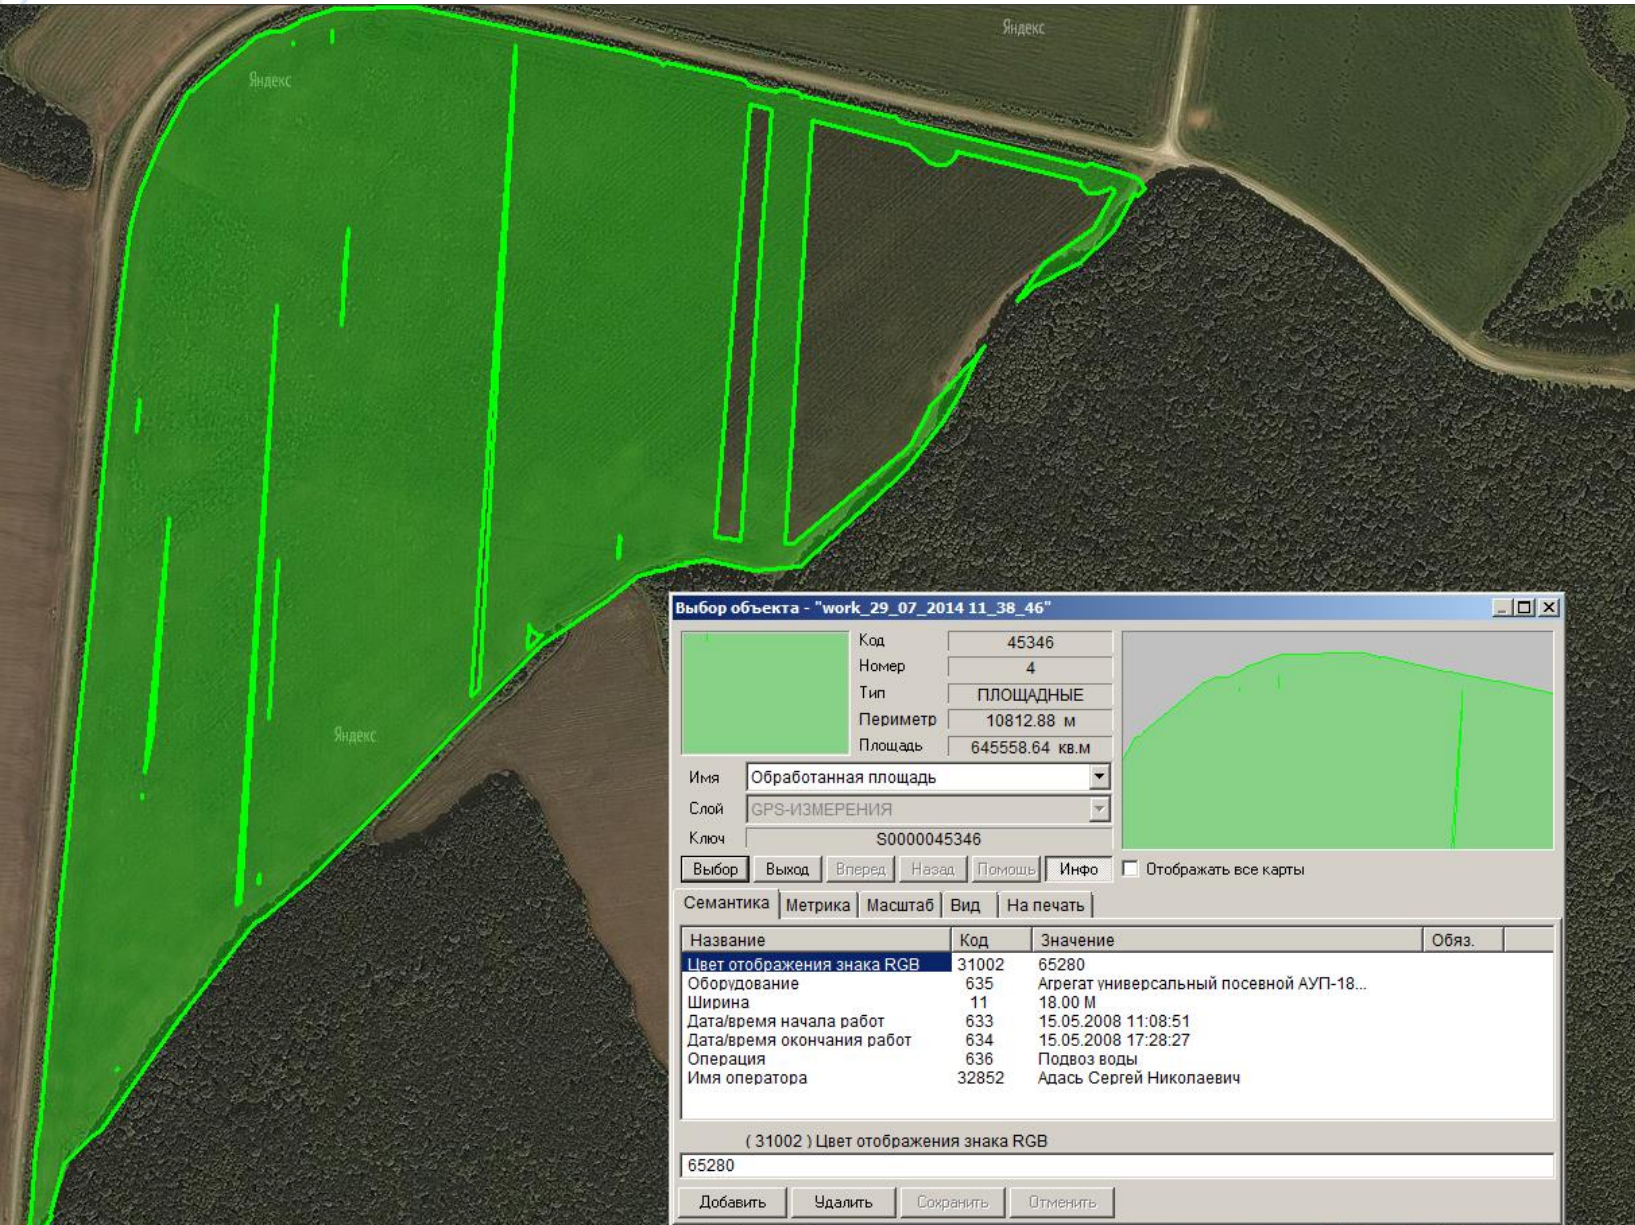 Яндекс
Яндекс
Яндекс
Выбор объекта - "work_29_07_2014 11_38_46"
Код 45346
Номер 4
Тип ПЛОЩАДНЫЕ
Периметр 10812.88 м
Площадь 645558.64 кв.м
Имя Обработанная площадь
Слой GPS-ИЗМЕРЕНИЯ
Ключ S0000045346
Выбор Выход Вперед Назад Помощь Инфо Отображать все карты
Семантика Метрика Масштаб Вид На печать
Название Код Значение Обяз.
Цвет отображения знака RGB 31002 65280
Оборудование 635 Агрегат универсальный посевной АУП-18...
Ширина 11 18.00 М
Дата/время начала работ 633 15.05.2008 11:08:51
Дата/время окончания работ 634 15.05.2008 17:28:27
Операция 636 Подвоз воды
Имя оператора 32852 Адась Сергей Николаевич
( 31002 ) Цвет отображения знака RGB
65280
Добавить Удалить Сохранить Отменить